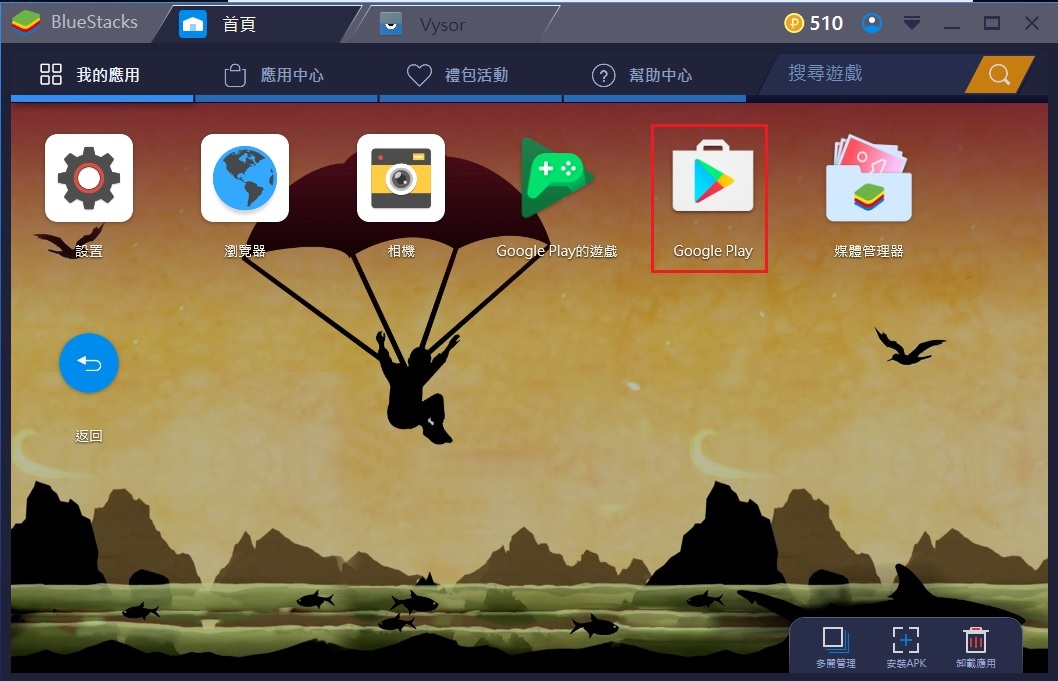 BlueStacks
首頁
Vysor
510
我的應用
應用中心
禮包活動
幫助中心
搜尋遊戲
設置
瀏覽器
相機
Google Play的遊戲
Google Play
媒體管理器
返回
多開管理
安裝APK
卸載應用